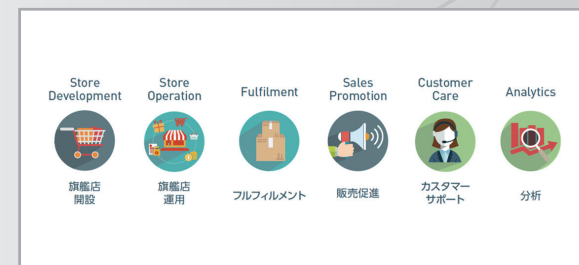 Store
Development
旗艦店
開設
Store
Operation
旗艦店
運用
Fulfilment
フルフィルメント
Sales
Promotion
販売促進
Customer
Care
カスタマー
サポート
Analytics
分析